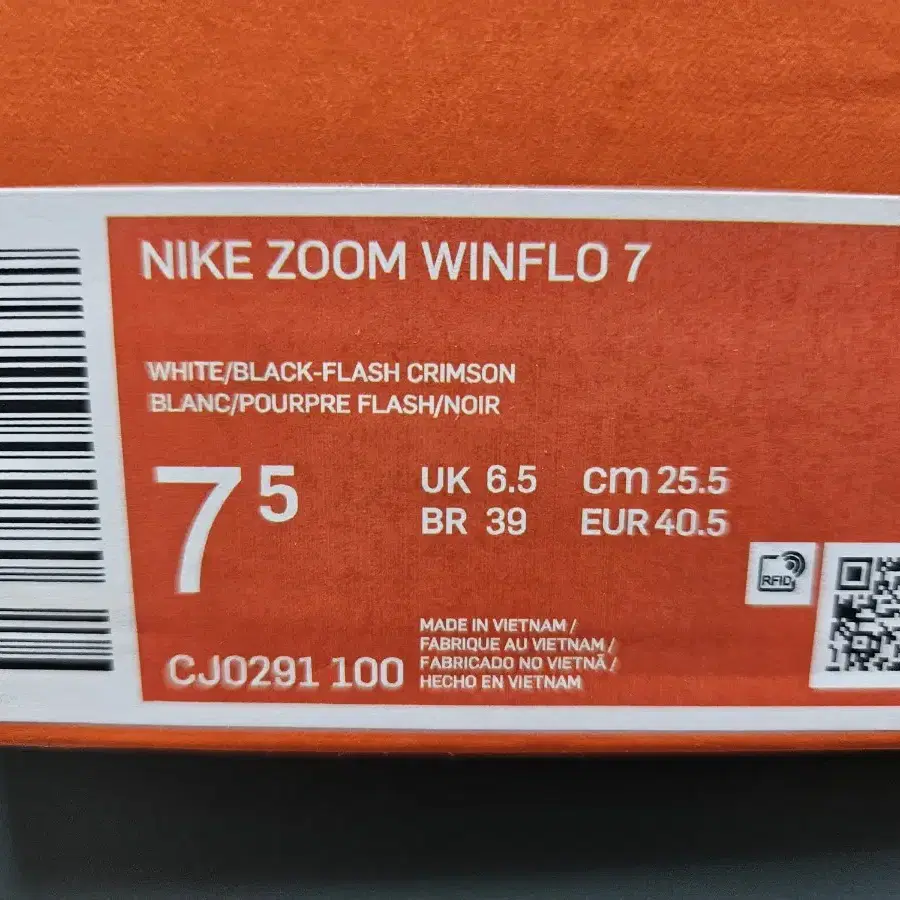 NIKE ZOOM WINFLO 7
WHITE/BLACK-FLASH CRIMSON
BLANC/POURPRE FLASH/NOIR
7 5
UK 6.5 cm 25.5
BR 39 EUR 40.5
RFID
MADE IN VIETNAM /
FABRIQUE AU VIETNAM /
FABRICADO NO VIETNÃ /
HECHO EN VIETNAM
CJ0291 100